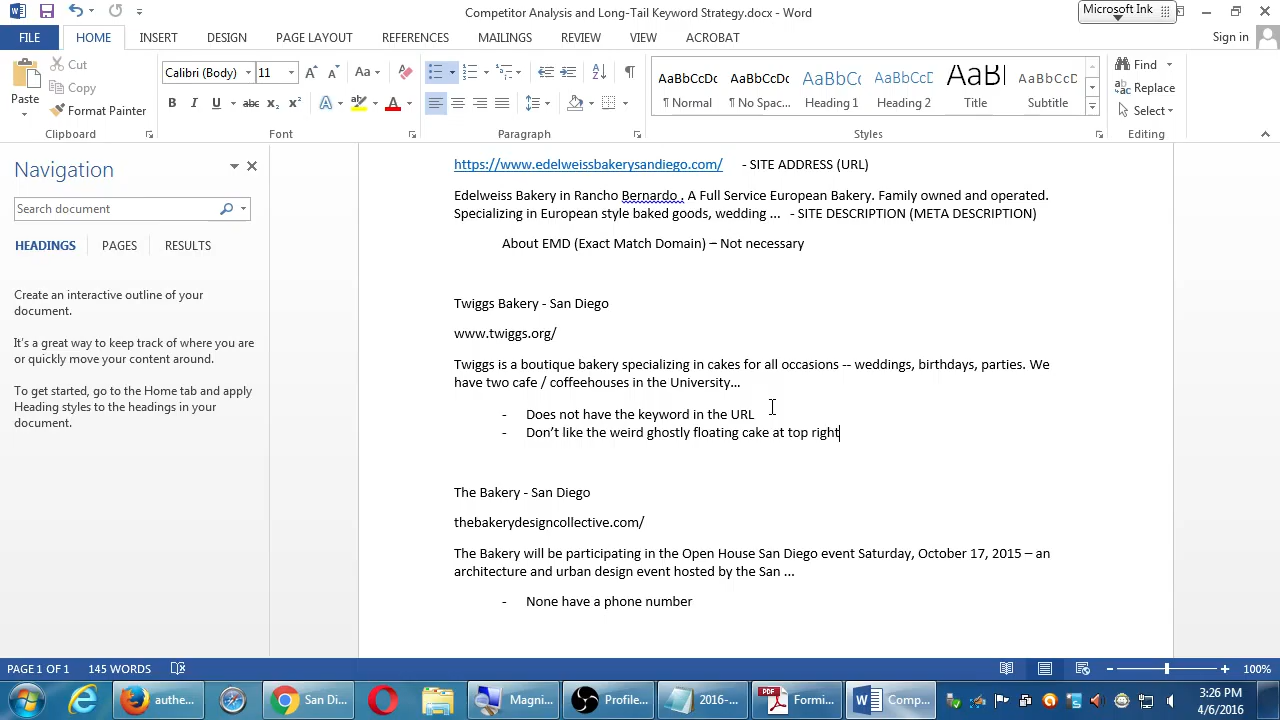 Competitor Analysis and Long-Tail Keyword Strategy.docx - Word
Microsoft Ink
FILE HOME INSERT DESIGN PAGE LAYOUT REFERENCES MAILINGS REVIEW VIEW ACROBAT Sign in
Paste
Cut
Copy
Format Painter
Calibri (Body) 11
AaBbCcDc AaBbCcDc AaBbCc AaBbCcD AaB AaBbCcD
¶ Normal ¶ No Spac... Heading 1 Heading 2 Title Subtitle
Find
Replace
Select
Clipboard Font Paragraph Styles Editing
Navigation
Search document
HEADINGS PAGES RESULTS
Create an interactive outline of your
document.
It's a great way to keep track of where you are
or quickly move your content around.
To get started, go to the Home tab and apply
Heading styles to the headings in your
document.
https://www.edelweissbakerysandiego.com/ - SITE ADDRESS (URL)
Edelweiss Bakery in Rancho Bernardo , A Full Service European Bakery. Family owned and operated.
Specializing in European style baked goods, wedding ... - SITE DESCRIPTION (META DESCRIPTION)
About EMD (Exact Match Domain) – Not necessary
Twiggs Bakery - San Diego
www.twiggs.org/
Twiggs is a boutique bakery specializing in cakes for all occasions -- weddings, birthdays, parties. We
have two cafe / coffeehouses in the University...
- Does not have the keyword in the URL
- Don't like the weird ghostly floating cake at top right
The Bakery - San Diego
thebakerydesigncollective.com/
The Bakery will be participating in the Open House San Diego event Saturday, October 17, 2015 – an
architecture and urban design event hosted by the San ...
- None have a phone number
PAGE 1 OF 1 145 WORDS 100%
authe... San Di... Magni... Profile... 2016-... Formi... Comp...
3:26 PM
4/6/2016